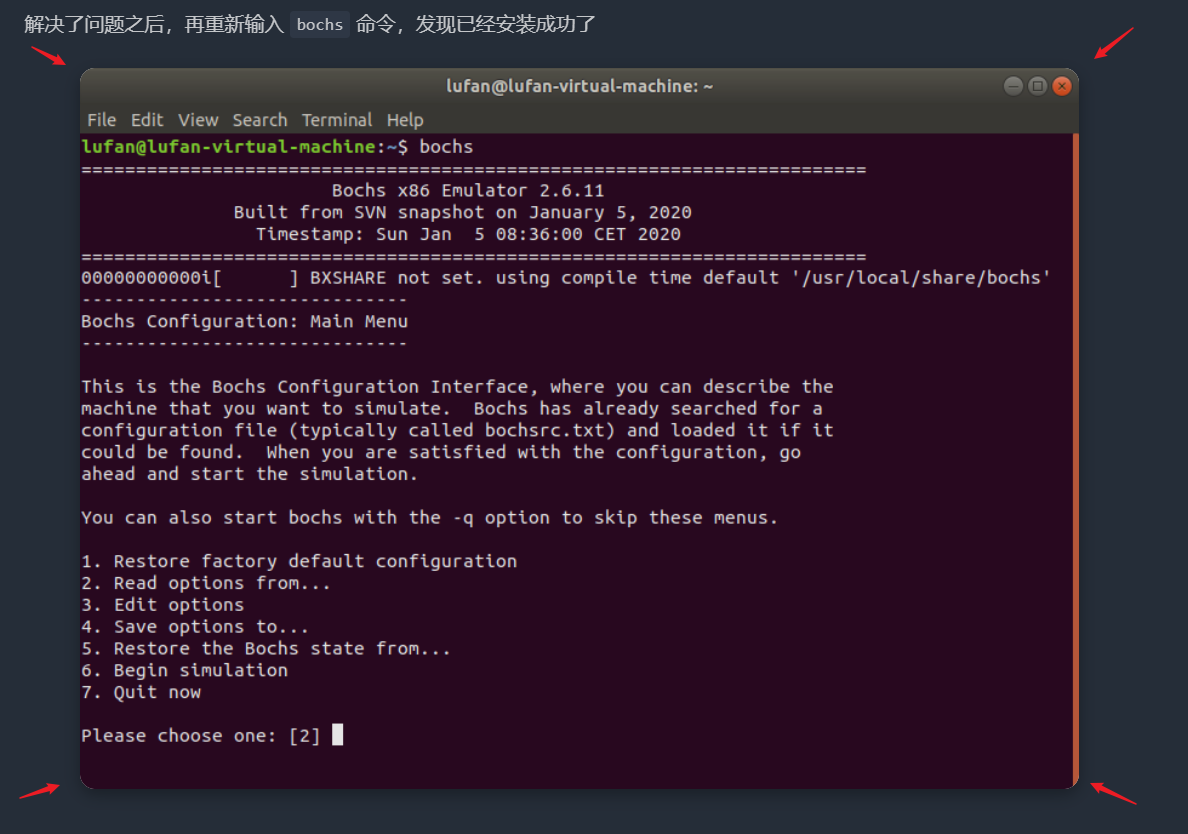 解决了问题之后，再重新输入 bochs 命令，发现已经安装成功了
lufan@lufan-virtual-machine: ~
File Edit View Search Terminal Help
lufan@lufan-virtual-machine:~$ bochs
========================================================================
Bochs x86 Emulator 2.6.11
Built from SVN snapshot on January 5, 2020
Timestamp: Sun Jan  5 08:36:00 CET 2020
========================================================================
00000000000i[      ] BXSHARE not set. using compile time default '/usr/local/share/bochs'
------------------------------
Bochs Configuration: Main Menu
------------------------------
This is the Bochs Configuration Interface, where you can describe the
machine that you want to simulate.  Bochs has already searched for a
configuration file (typically called bochsrc.txt) and loaded it if it
could be found.  When you are satisfied with the configuration, go
ahead and start the simulation.
You can also start bochs with the -q option to skip these menus.
1. Restore factory default configuration
2. Read options from...
3. Edit options
4. Save options to...
5. Restore the Bochs state from...
6. Begin simulation
7. Quit now
Please choose one: [2]